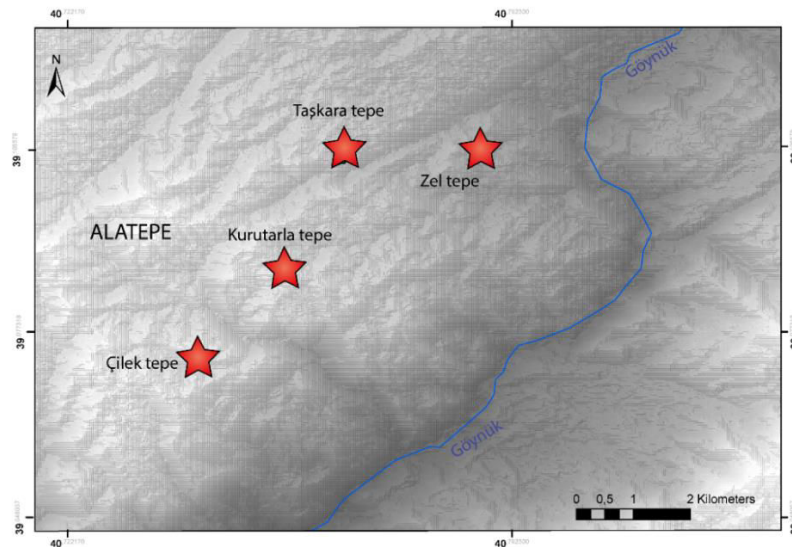 40
40
N
Göynük
Taşkara tepe
39
39
Zel tepe
ALATEPE
Kurutarla tepe
39
39
Çilek tepe
Göynük
0 0,5 1 2 Kilometers
39
39
40
40